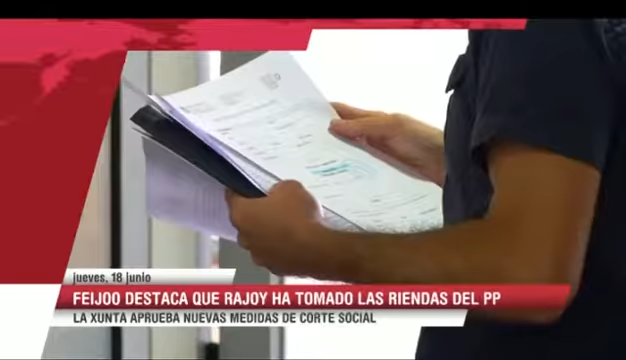 jueves, 18 junio
FEIJOO DESTACA QUE RAJOY HA TOMADO LAS RIENDAS DEL PP
LA XUNTA APRUEBA NUEVAS MEDIDAS DE CORTE SOCIAL